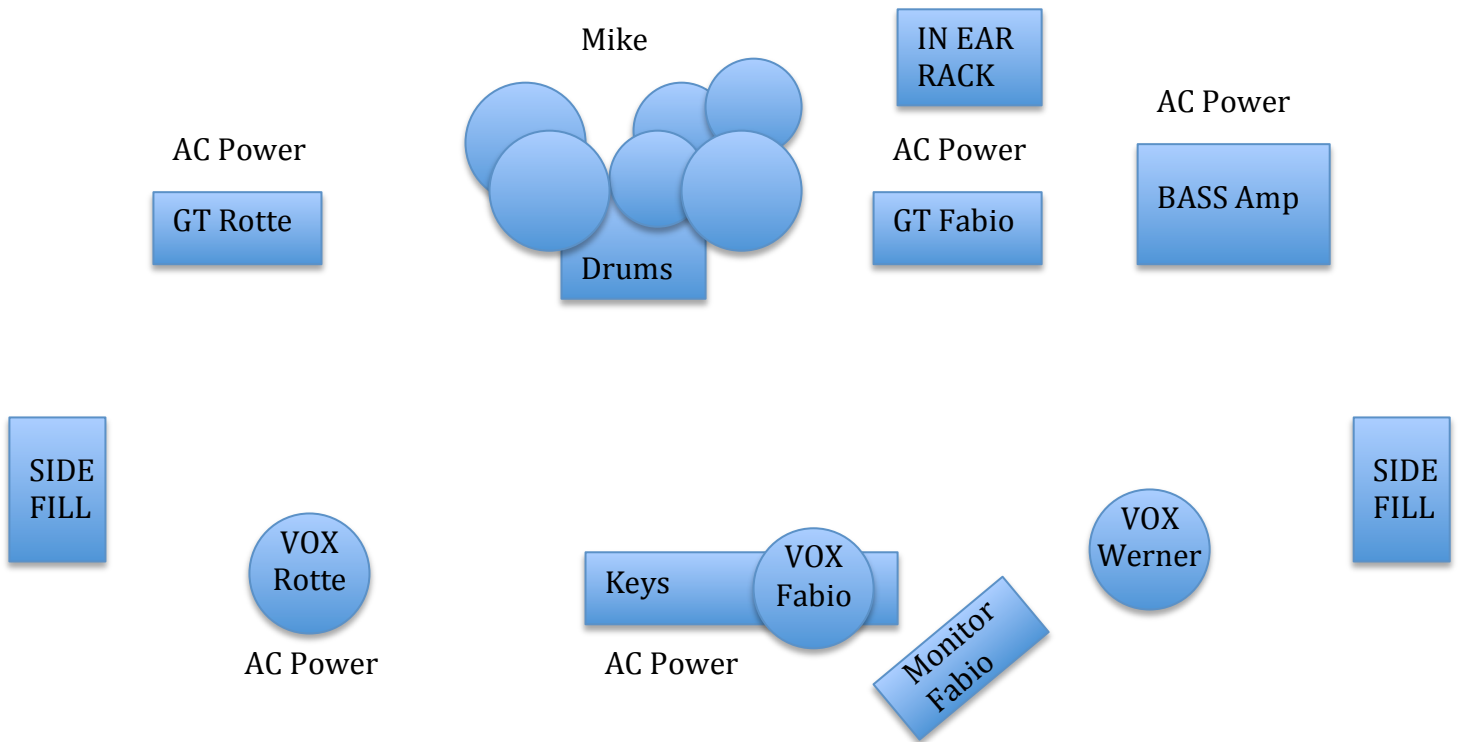 Mike
IN EAR
RACK
AC Power
AC Power
AC Power
GT Rotte
Drums
GT Fabio
BASS Amp
SIDE
FILL
VOX
Rotte
AC Power
Keys
VOX
Fabio
AC Power
Monitor
Fabio
VOX
Werner
SIDE
FILL